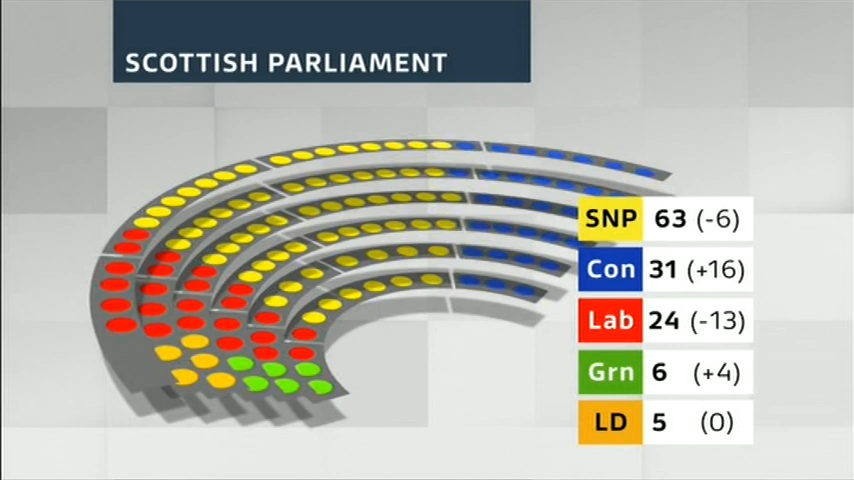 SCOTTISH PARLIAMENT
SNP 63 (-6)
Con 31 (+16)
Lab 24 (-13)
Grn 6 (+4)
LD 5 (0)